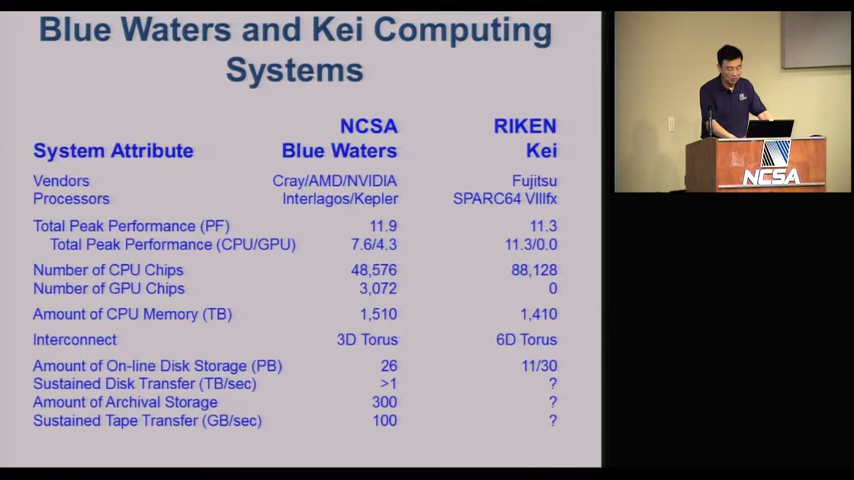 Blue Waters and Kei Computing
Systems
NCSA RIKEN
System Attribute Blue Waters Kei
Vendors Cray/AMD/NVIDIA Fujitsu
Processors Interlagos/Kepler SPARC64 VIIIfx
Total Peak Performance (PF) 11.9 11.3
Total Peak Performance (CPU/GPU) 7.6/4.3 11.3/0.0
Number of CPU Chips 48,576 88,128
Number of GPU Chips 3,072 0
Amount of CPU Memory (TB) 1,510 1,410
Interconnect 3D Torus 6D Torus
Amount of On-line Disk Storage (PB) 26 11/30
Sustained Disk Transfer (TB/sec) >1 ?
Amount of Archival Storage 300 ?
Sustained Tape Transfer (GB/sec) 100 ?
NCSA